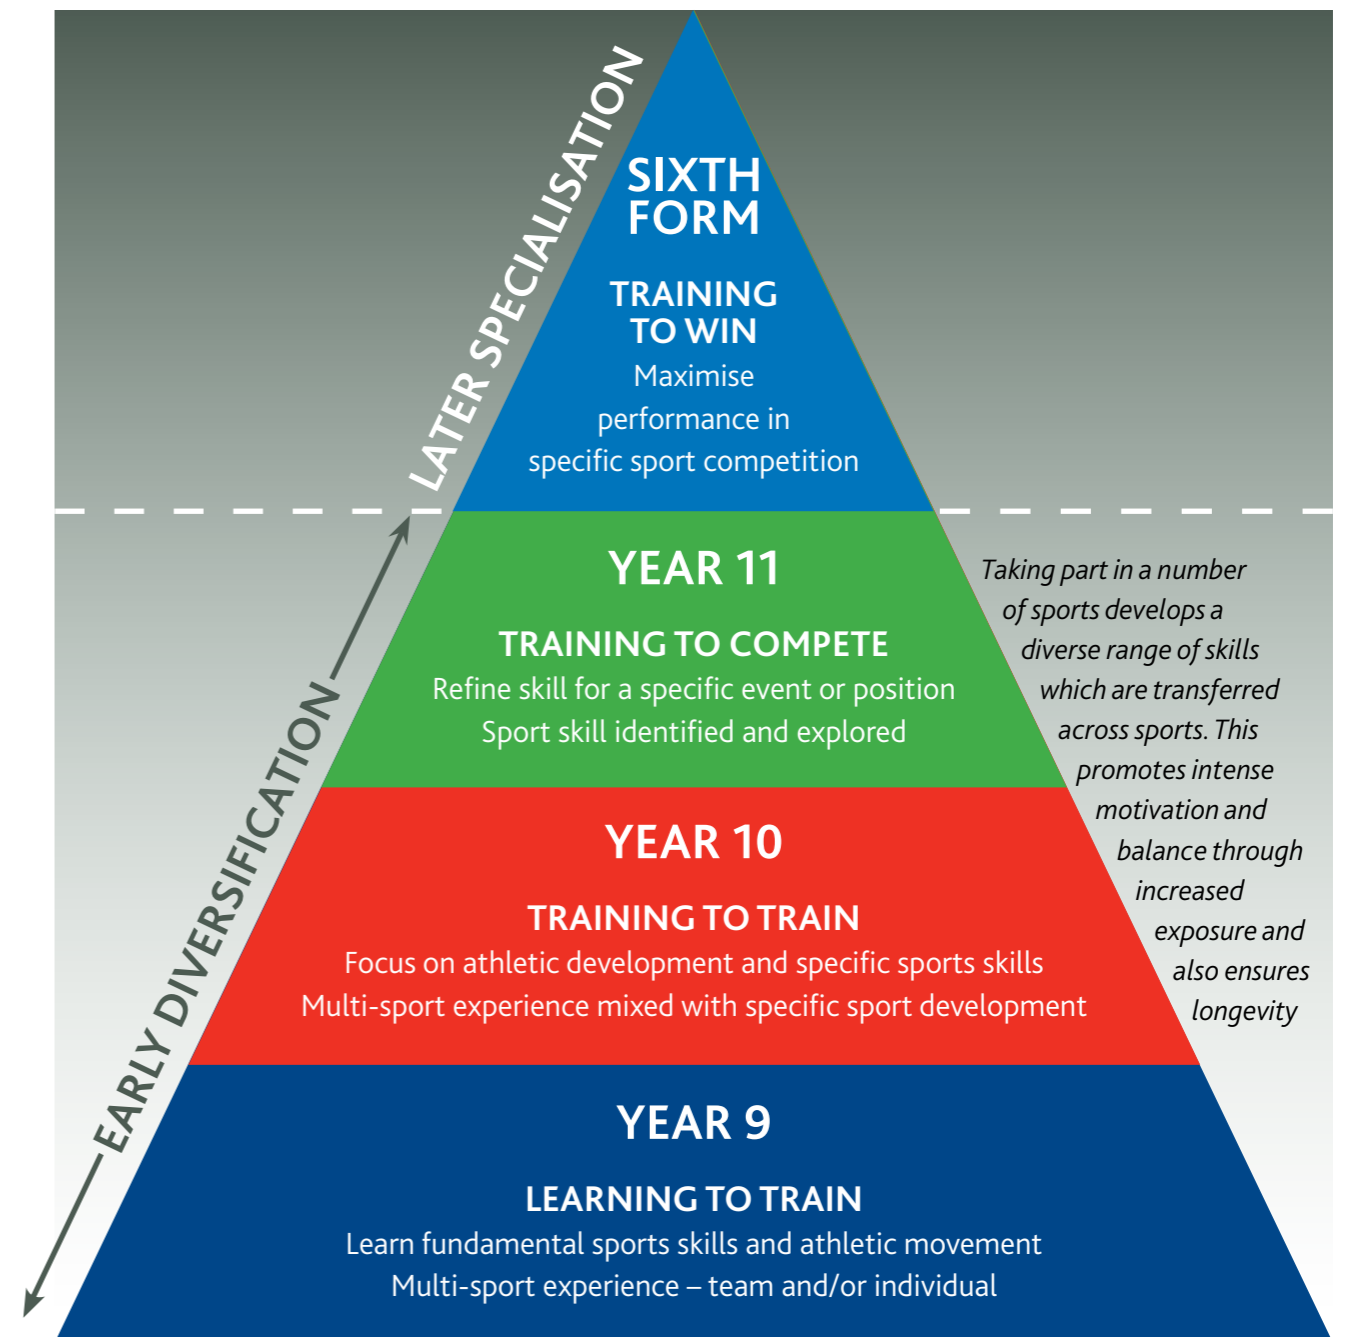 LATER SPECIALISATION
SIXTH
FORM
TRAINING
TO WIN
Maximise
performance in
specific sport competition
EARLY DIVERSIFICATION
YEAR 11
TRAINING TO COMPETE
Refine skill for a specific event or position
Sport skill identified and explored
YEAR 10
TRAINING TO TRAIN
Focus on athletic development and specific sports skills
Multi-sport experience mixed with specific sport development
YEAR 9
LEARNING TO TRAIN
Learn fundamental sports skills and athletic movement
Multi-sport experience – team and/or individual
Taking part in a number
of sports develops a
diverse range of skills
which are transferred
across sports. This
promotes intense
motivation and
balance through
increased
exposure and
also ensures
longevity